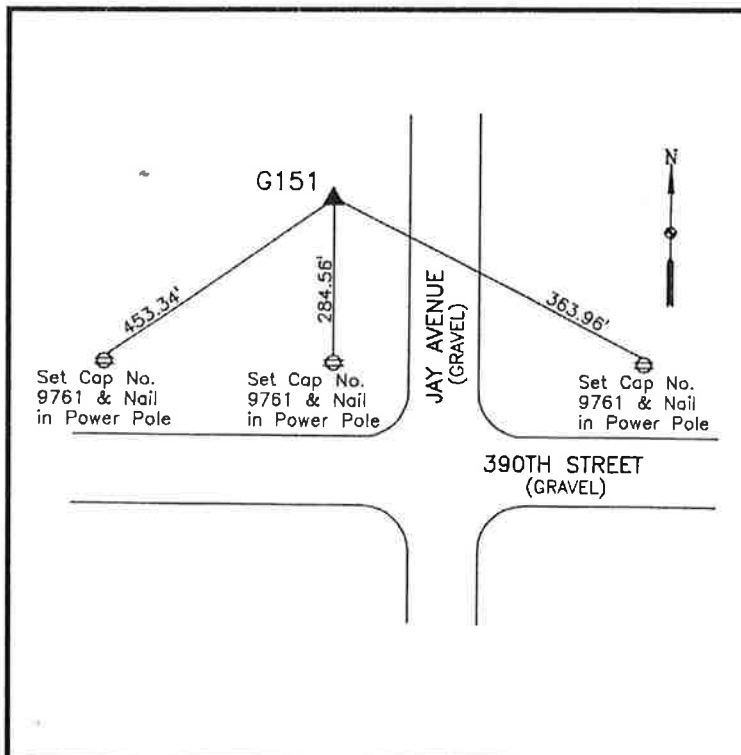 N
G151
453.34'
284.56'
363.96'
JAY AVENUE
(GRAVEL)
Set Cap No.
9761 & Nail
in Power Pole
Set Cap No.
9761 & Nail
in Power Pole
Set Cap No.
9761 & Nail
in Power Pole
390TH STREET
(GRAVEL)